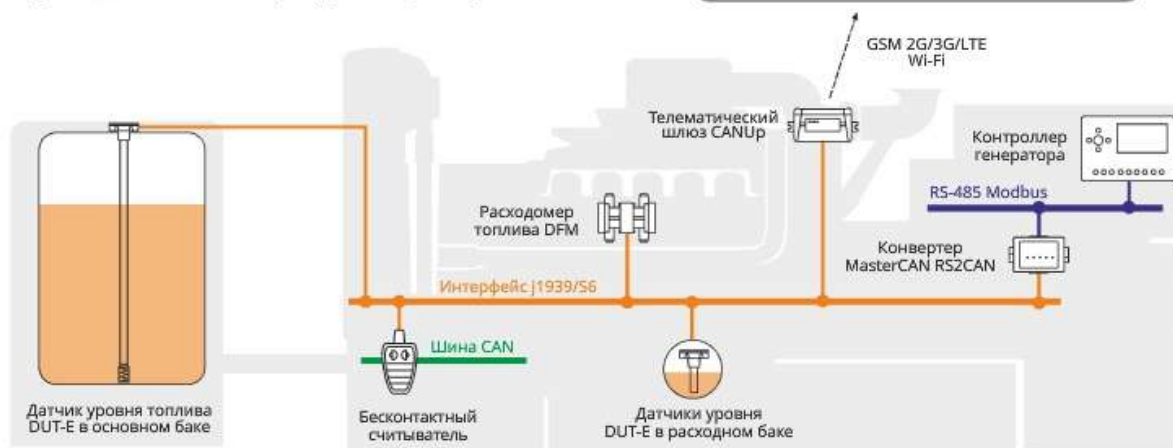 GSM 2G/3G/LTE
Wi-Fi
Телематический
шлюз CANUp
Контроллер
генератора
RS-485 Modbus
Расходомер
топлива DFM
Конвертер
MasterCAN RS2CAN
Интерфейс j1939/S6
Шина CAN
Датчик уровня топлива
DUT-E в основном баке
Бесконтактный
считыватель
Датчики уровня
DUT-E в расходном баке